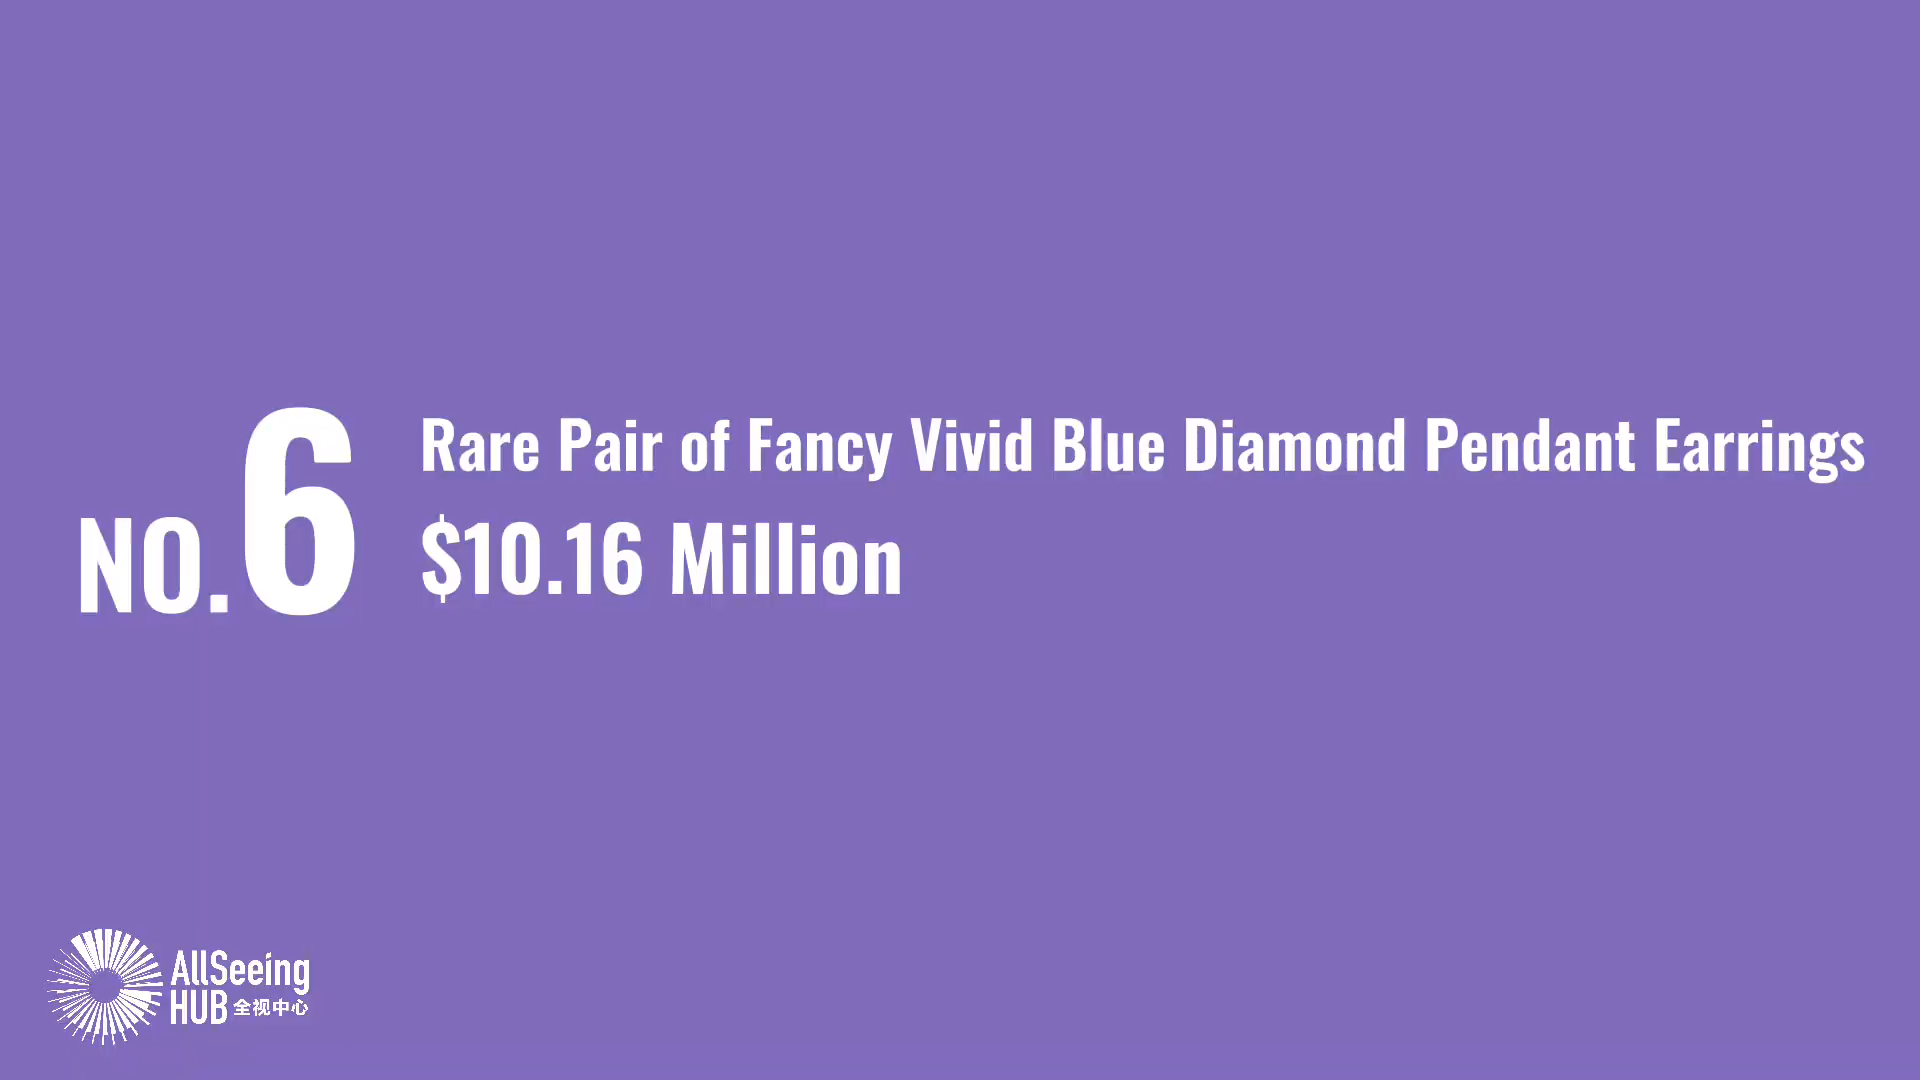 NO.6
Rare Pair of Fancy Vivid Blue Diamond Pendant Earrings
$10.16 Million
AllSeeing
HUB 全视中心